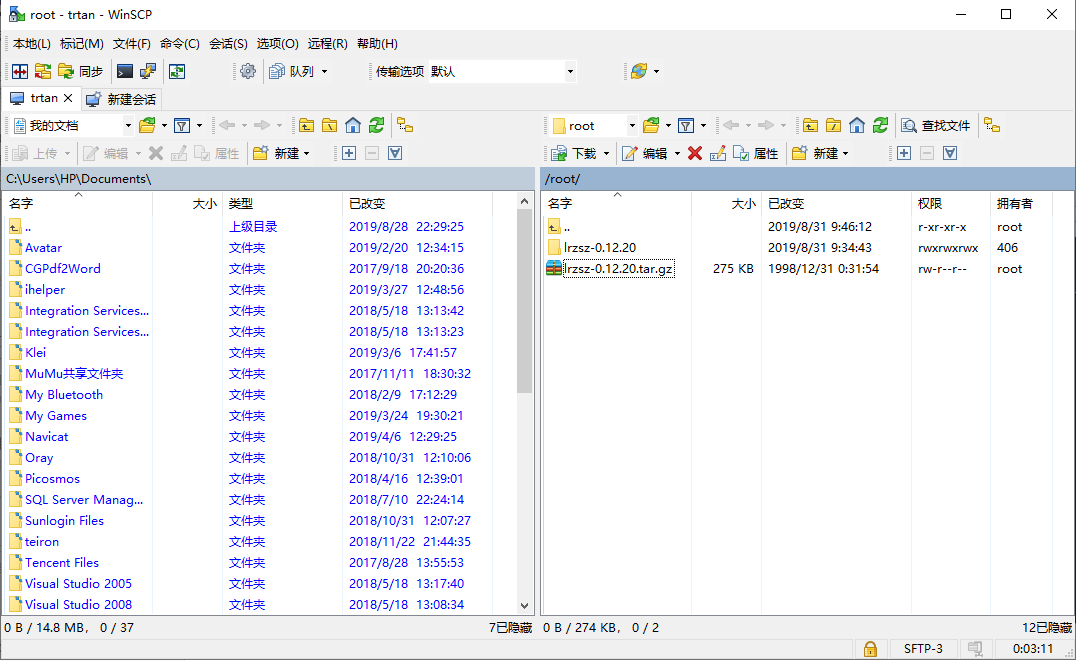 root - trtan - WinSCP
本地(L) 标记(M) 文件(F) 命令(C) 会话(S) 选项(O) 远程(R) 帮助(H)
同步 队列 传输选项 默认
trtan 新建会话
我的文档
root 查找文件
上传 编辑 属性 新建
下载 编辑 属性 新建
C:\Users\HP\Documents\
/root/
名字 大小 类型 已改变
.. 上级目录 2019/8/28 22:29:25
Avatar 文件夹 2019/2/20 12:34:15
CGPdf2Word 文件夹 2017/9/18 20:20:36
ihelper 文件夹 2019/3/27 12:48:56
Integration Services... 文件夹 2018/5/18 13:13:42
Integration Services... 文件夹 2018/5/18 13:13:23
Klei 文件夹 2019/3/6 17:41:57
MuMu共享文件夹 文件夹 2017/11/11 18:30:32
My Bluetooth 文件夹 2018/2/9 17:12:29
My Games 文件夹 2019/3/24 19:30:21
Navicat 文件夹 2019/4/6 12:29:25
Oray 文件夹 2018/10/31 12:10:06
Picosmos 文件夹 2018/4/16 12:39:01
SQL Server Manag... 文件夹 2018/7/10 22:24:14
Sunlogin Files 文件夹 2018/10/31 12:07:27
teiron 文件夹 2018/11/22 21:44:35
Tencent Files 文件夹 2017/8/28 13:55:53
Visual Studio 2005 文件夹 2018/5/18 13:17:40
Visual Studio 2008 文件夹 2018/5/18 13:08:34
名字 大小 已改变 权限 拥有者
.. 2019/8/31 9:46:12 r-xr-xr-x root
lrzsz-0.12.20 2019/8/31 9:34:43 rwxrwxrwx 406
lrzsz-0.12.20.tar.gz 275 KB 1998/12/31 0:31:54 rw-r--r-- root
0 B / 14.8 MB, 0 / 37 7已隐藏
0 B / 274 KB, 0 / 2 12已隐藏
SFTP-3 0:03:11